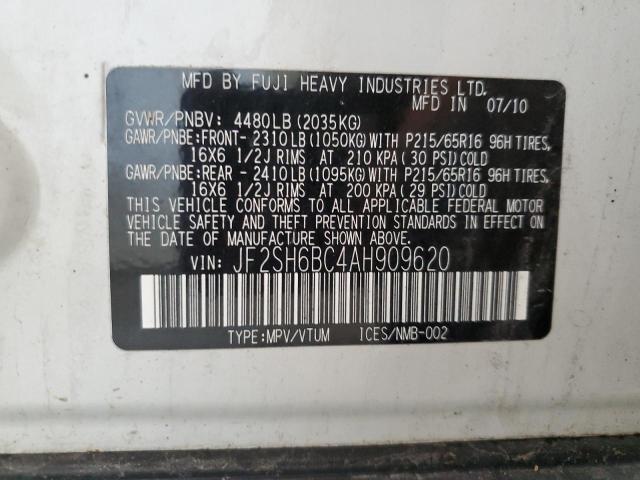 MFD BY FUJI HEAVY INDUSTRIES LTD.
MFD IN 07/10
GVWR/PNBV: 4480LB (2035KG)
GAWR/PNBE:FRONT- 2310LB (1050KG)WITH P215/65R16 96H TIRES,
16X6 1/2J RIMS AT 210 KPA (30 PSI)COLD
GAWR/PNBE:REAR - 2410LB (1095KG)WITH P215/65R16 96H TIRES,
16X6 1/2J RIMS AT 200 KPA (29 PSI)COLD
THIS VEHICLE CONFORMS TO ALL APPLICABLE FEDERAL MOTOR
VEHICLE SAFETY AND THEFT PREVENTION STANDARDS IN EFFECT ON
THE DATE OF MANUFACTURE SHOWN ABOVE.
VIN: JF2SH6BC4AH909620
TYPE:MPV/VTUM ICES/NMB-002